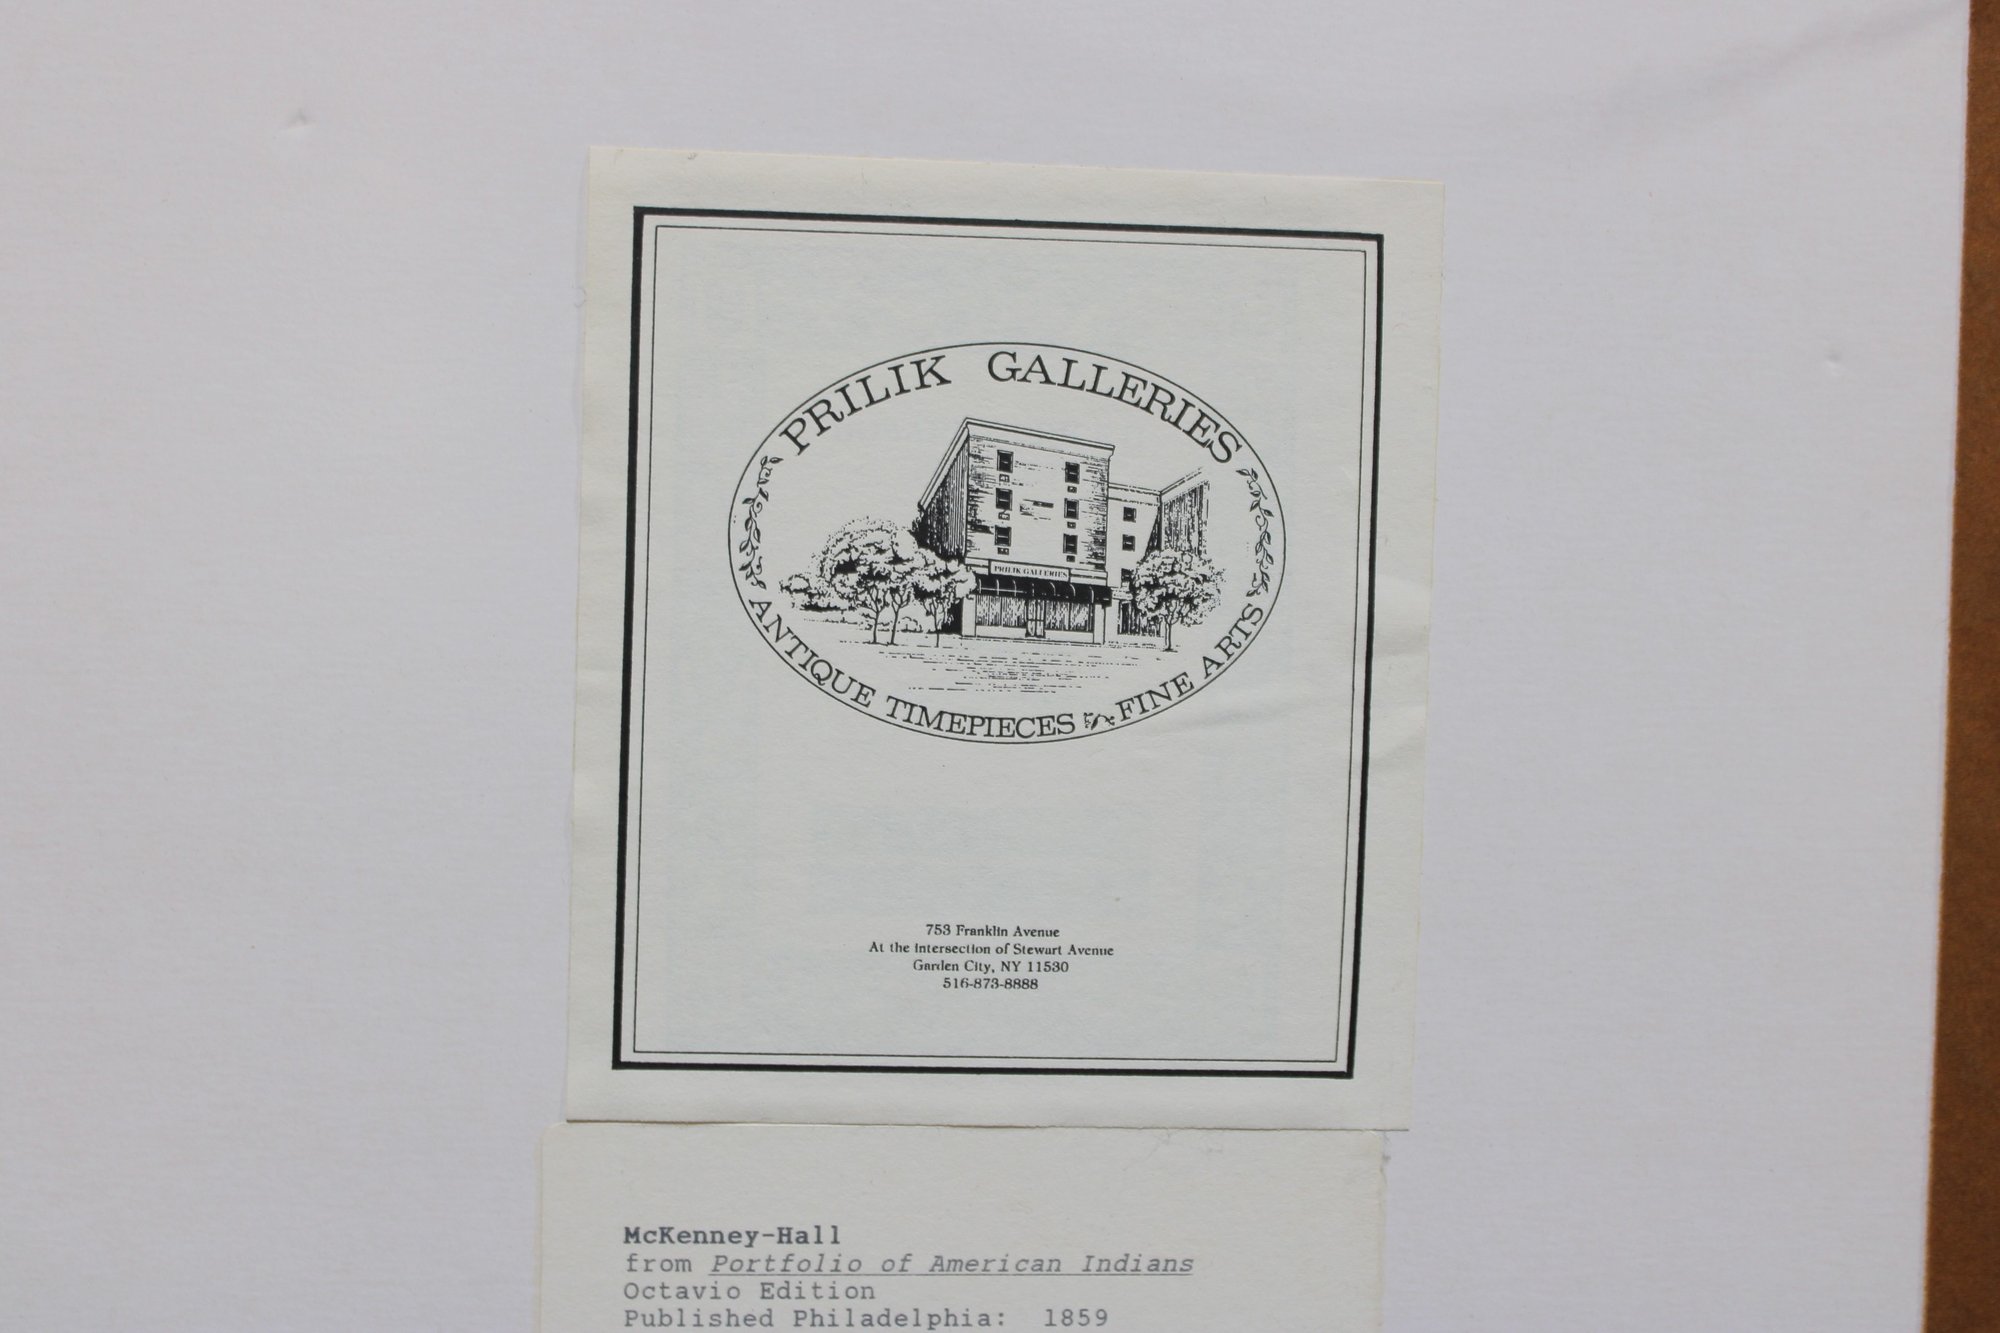 PRILIK GALLERIES
PRILIK GALLERIES
ANTIQUE TIMEPIECES FINE ARTS
753 Franklin Avenue
At the intersection of Stewart Avenue
Garden City, NY 11530
516-873-8888
McKenney-Hall
from Portfolio of American Indians
Octavio Edition
Published Philadelphia: 1859